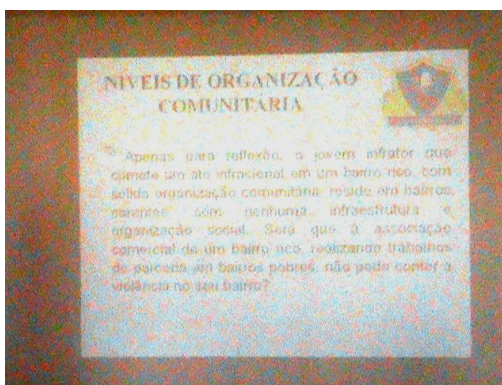 NIVEIS DE ORGANIZAÇÃO
COMUNITÁRIA
Apenas para reflexão, o jovem infrator que
comete um ato infracional em um bairro rico, com
sólida organização comunitária, reside em bairros
carentes sem nenhuma infraestrutura e
organização social. Será que a associação
comercial de um bairro rico, realizando trabalhos
de parceria em bairros pobres, não pode conter a
violência no seu bairro?